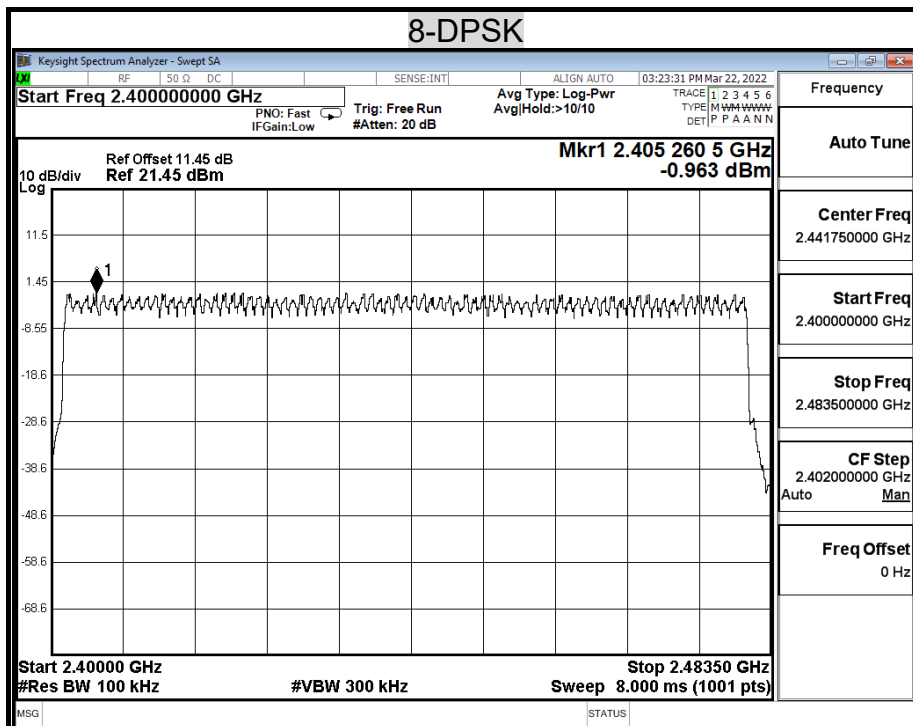 8-DPSK
Keysight Spectrum Analyzer - Swept SA
LXI RF 50 Ω DC SENSE:INT ALIGN AUTO 03:23:31 PM Mar 22, 2022
Start Freq 2.400000000 GHz
PNO: Fast
IFGain:Low
Trig: Free Run
#Atten: 20 dB
Avg Type: Log-Pwr
Avg|Hold:>10/10
TRACE 1 2 3 4 5 6
TYPE M WM WWWW
DET P P A A N N
Mkr1 2.405 260 5 GHz
-0.963 dBm
Ref Offset 11.45 dB
10 dB/div Ref 21.45 dBm
Log
11.5
1.45
-8.55
-18.6
-28.6
-38.6
-48.6
-58.6
-68.6
1
Start 2.40000 GHz Stop 2.48350 GHz
#Res BW 100 kHz #VBW 300 kHz Sweep 8.000 ms (1001 pts)
MSG STATUS
Frequency
Auto Tune
Center Freq
2.441750000 GHz
Start Freq
2.400000000 GHz
Stop Freq
2.483500000 GHz
CF Step
2.402000000 GHz
Auto Man
Freq Offset
0 Hz